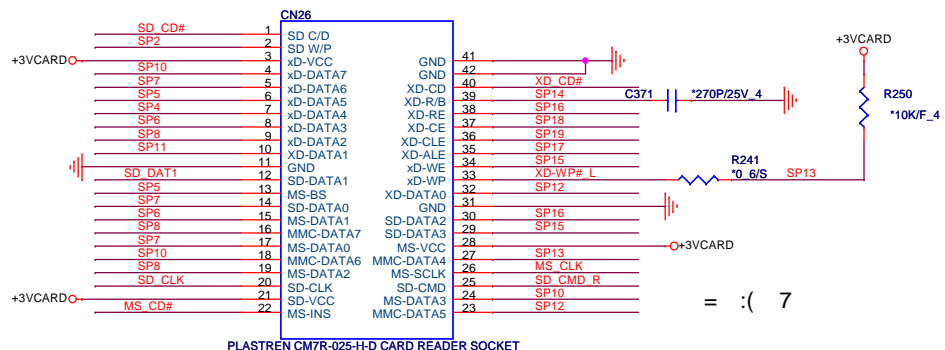 CN26
SD_CD# 1 SD C/D
SP2 2 SD W/P
+3VCARD 3 xD-VCC GND 41
SP10 4 xD-DATA7 GND 42
SP7 5 xD-DATA6 XD-CD 40 XD_CD#
SP5 6 xD-DATA5 XD-R/B 39 SP14 C371 *270P/25V_4
SP4 7 xD-DATA4 XD-RE 38 SP16
SP6 8 xD-DATA3 XD-CE 37 SP18
SP8 9 xD-DATA2 XD-CLE 36 SP19
SP11 10 XD-DATA1 XD-ALE 35 SP17
11 GND xD-WE 34 SP15
SD_DAT1 12 SD-DATA1 xD-WP 33 XD-WP#_L R241 *0_6/S SP13
SP5 13 MS-BS XD-DATA0 32 SP12
SP7 14 SD-DATA0 GND 31
SP6 15 MS-DATA1 SD-DATA2 30 SP16
SP8 16 MMC-DATA7 SD-DATA3 29 SP15
SP7 17 MS-DATA0 MS-VCC 28 +3VCARD
SP10 18 MMC-DATA6 MMC-DATA4 27 SP13
SP8 19 MS-DATA2 MS-SCLK 26 MS_CLK
SD_CLK 20 SD-CLK SD-CMD 25 SD_CMD_R
+3VCARD 21 SD-VCC MS-DATA3 24 SP10
MS_CD# 22 MS-INS MMC-DATA5 23 SP12
+3VCARD
R250
*10K/F_4
= :( 7
PLASTREN CM7R-025-H-D CARD READER SOCKET